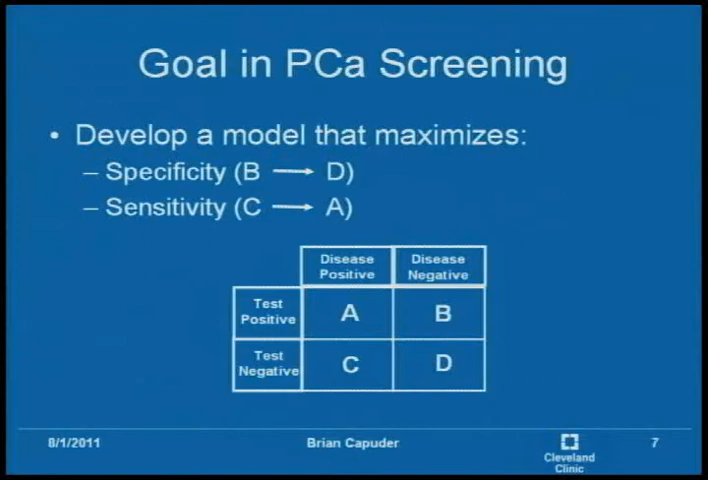 Goal in PCa Screening
• Develop a model that maximizes:
– Specificity (B → D)
– Sensitivity (C → A)
Disease Positive
Disease Negative
Test Positive
A
B
Test Negative
C
D
8/1/2011
Brian Capuder
Cleveland Clinic
7